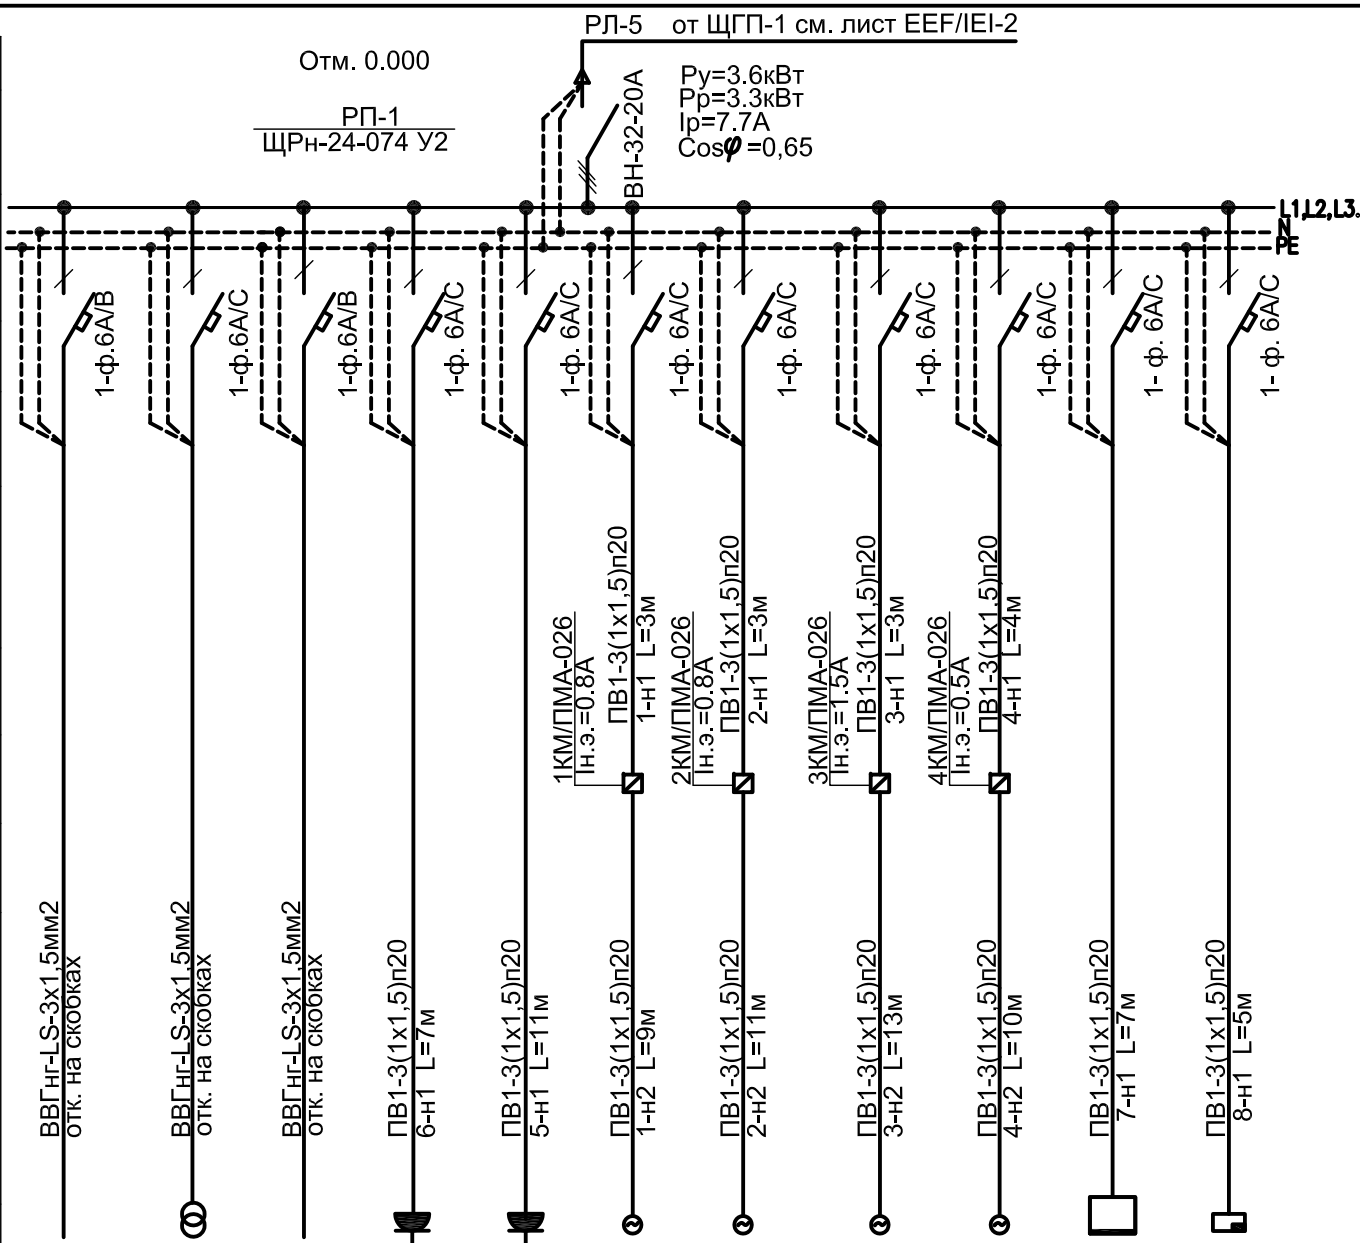 РЛ-5 от ЩГП-1 см. лист EEF/IEI-2
Отм. 0.000
РП-1
ЩРн-24-074 У2
ВН-32-20А
Ру=3.6кВт
Рр=3.3кВт
Iр=7.7А
Cosφ =0,65
L1,L2,L3.
N
PE
1-ф.6А/В
1-ф.6А/С
1-ф.6А/В
1-ф. 6А/С
1-ф. 6А/С
1-ф. 6А/С
1-ф. 6А/С
1-ф. 6А/С
1-ф. 6А/С
1- ф. 6А/С
1- ф. 6А/С
1КМ/ПМА-026
Iн.э.=0.8А
ПВ1-3(1х1,5)п20
1-н1 L=3м
2КМ/ПМА-026
Iн.э.=0.8А
ПВ1-3(1х1,5)п20
2-н1 L=3м
3КМ/ПМА-026
Iн.э.=1.5А
ПВ1-3(1х1,5)п20
3-н1 L=3м
4КМ/ПМА-026
Iн.э.=0.5А
ПВ1-3(1х1,5)п20
4-н1 L=4м
ВВГнг-LS-3х1,5мм2
отк. на скобках
ВВГнг-LS-3х1,5мм2
отк. на скобках
ВВГнг-LS-3х1,5мм2
отк. на скобках
ПВ1-3(1х1,5)п20
6-н1 L=7м
ПВ1-3(1х1,5)п20
5-н1 L=11м
ПВ1-3(1х1,5)п20
1-н2 L=9м
ПВ1-3(1х1,5)п20
2-н2 L=11м
ПВ1-3(1х1,5)п20
3-н2 L=13м
ПВ1-3(1х1,5)п20
4-н2 L=10м
ПВ1-3(1х1,5)п20
7-н1 L=7м
ПВ1-3(1х1,5)п20
8-н1 L=5м